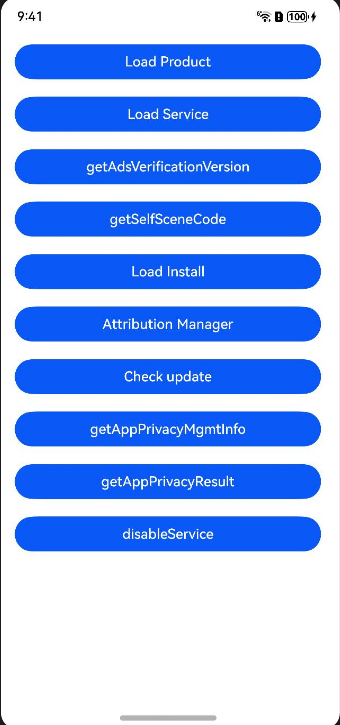 9:41
100
Load Product
Load Service
getAdsVerificationVersion
getSelfSceneCode
Load Install
Attribution Manager
Check update
getAppPrivacyMgmtInfo
getAppPrivacyResult
disableService